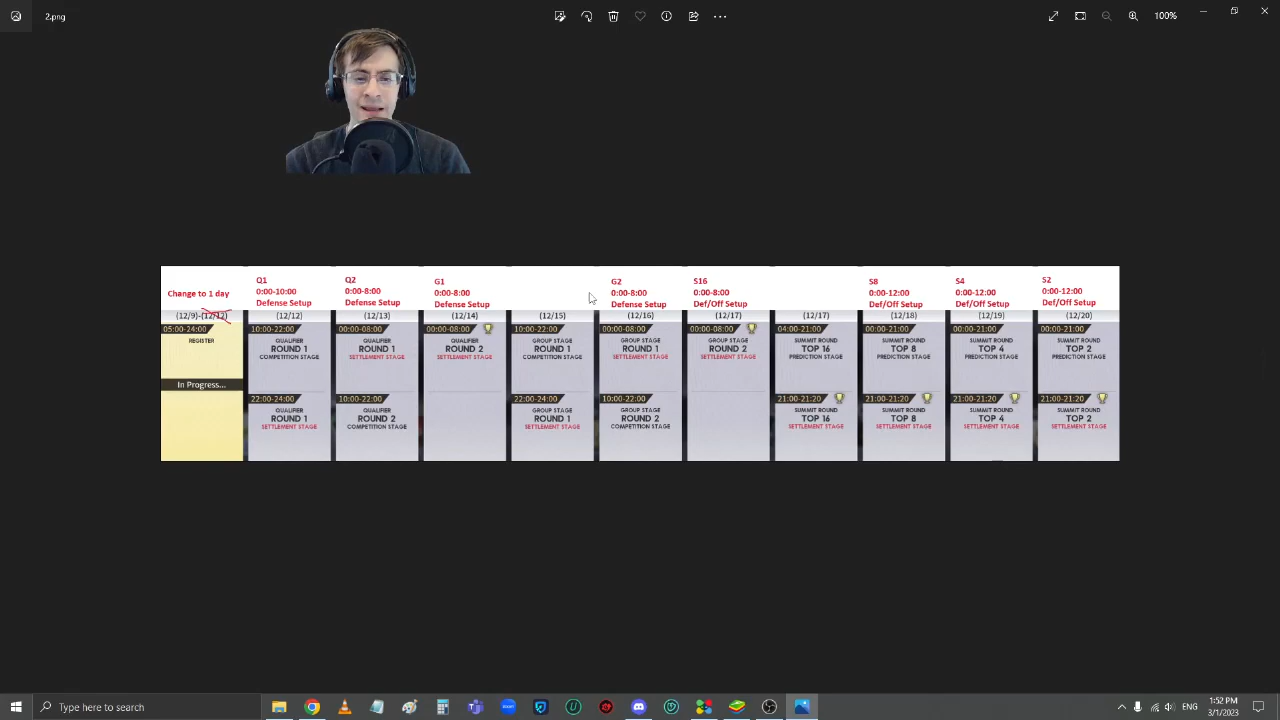 2.png
100%
Change to 1 day
(12/9)-(12/12)
05:00-24:00
REGISTER
In Progress...
Q1
0:00-10:00
Defense Setup
(12/12)
10:00-22:00
QUALIFIER
ROUND 1
COMPETITION STAGE
22:00-24:00
QUALIFIER
ROUND 1
SETTLEMENT STAGE
Q2
0:00-8:00
Defense Setup
(12/13)
00:00-08:00
QUALIFIER
ROUND 1
SETTLEMENT STAGE
10:00-22:00
QUALIFIER
ROUND 2
COMPETITION STAGE
G1
0:00-8:00
Defense Setup
(12/14)
00:00-08:00
QUALIFIER
ROUND 2
SETTLEMENT STAGE
(12/15)
10:00-22:00
GROUP STAGE
ROUND 1
COMPETITION STAGE
22:00-24:00
GROUP STAGE
ROUND 1
SETTLEMENT STAGE
G2
0:00-8:00
Defense Setup
(12/16)
00:00-08:00
GROUP STAGE
ROUND 1
SETTLEMENT STAGE
10:00-22:00
GROUP STAGE
ROUND 2
COMPETITION STAGE
S16
0:00-8:00
Def/Off Setup
(12/17)
00:00-08:00
GROUP STAGE
ROUND 2
SETTLEMENT STAGE
(12/17)
04:00-21:00
SUMMIT ROUND
TOP 16
PREDICTION STAGE
21:00-21:20
SUMMIT ROUND
TOP 16
SETTLEMENT STAGE
S8
0:00-12:00
Def/Off Setup
(12/18)
00:00-21:00
SUMMIT ROUND
TOP 8
PREDICTION STAGE
21:00-21:20
SUMMIT ROUND
TOP 8
SETTLEMENT STAGE
S4
0:00-12:00
Def/Off Setup
(12/19)
00:00-21:00
SUMMIT ROUND
TOP 4
PREDICTION STAGE
21:00-21:20
SUMMIT ROUND
TOP 4
SETTLEMENT STAGE
S2
0:00-12:00
Def/Off Setup
(12/20)
00:00-21:00
SUMMIT ROUND
TOP 2
PREDICTION STAGE
21:00-21:20
SUMMIT ROUND
TOP 2
SETTLEMENT STAGE
Type here to search
zoom
ENG
1:52 PM
3/1/2023